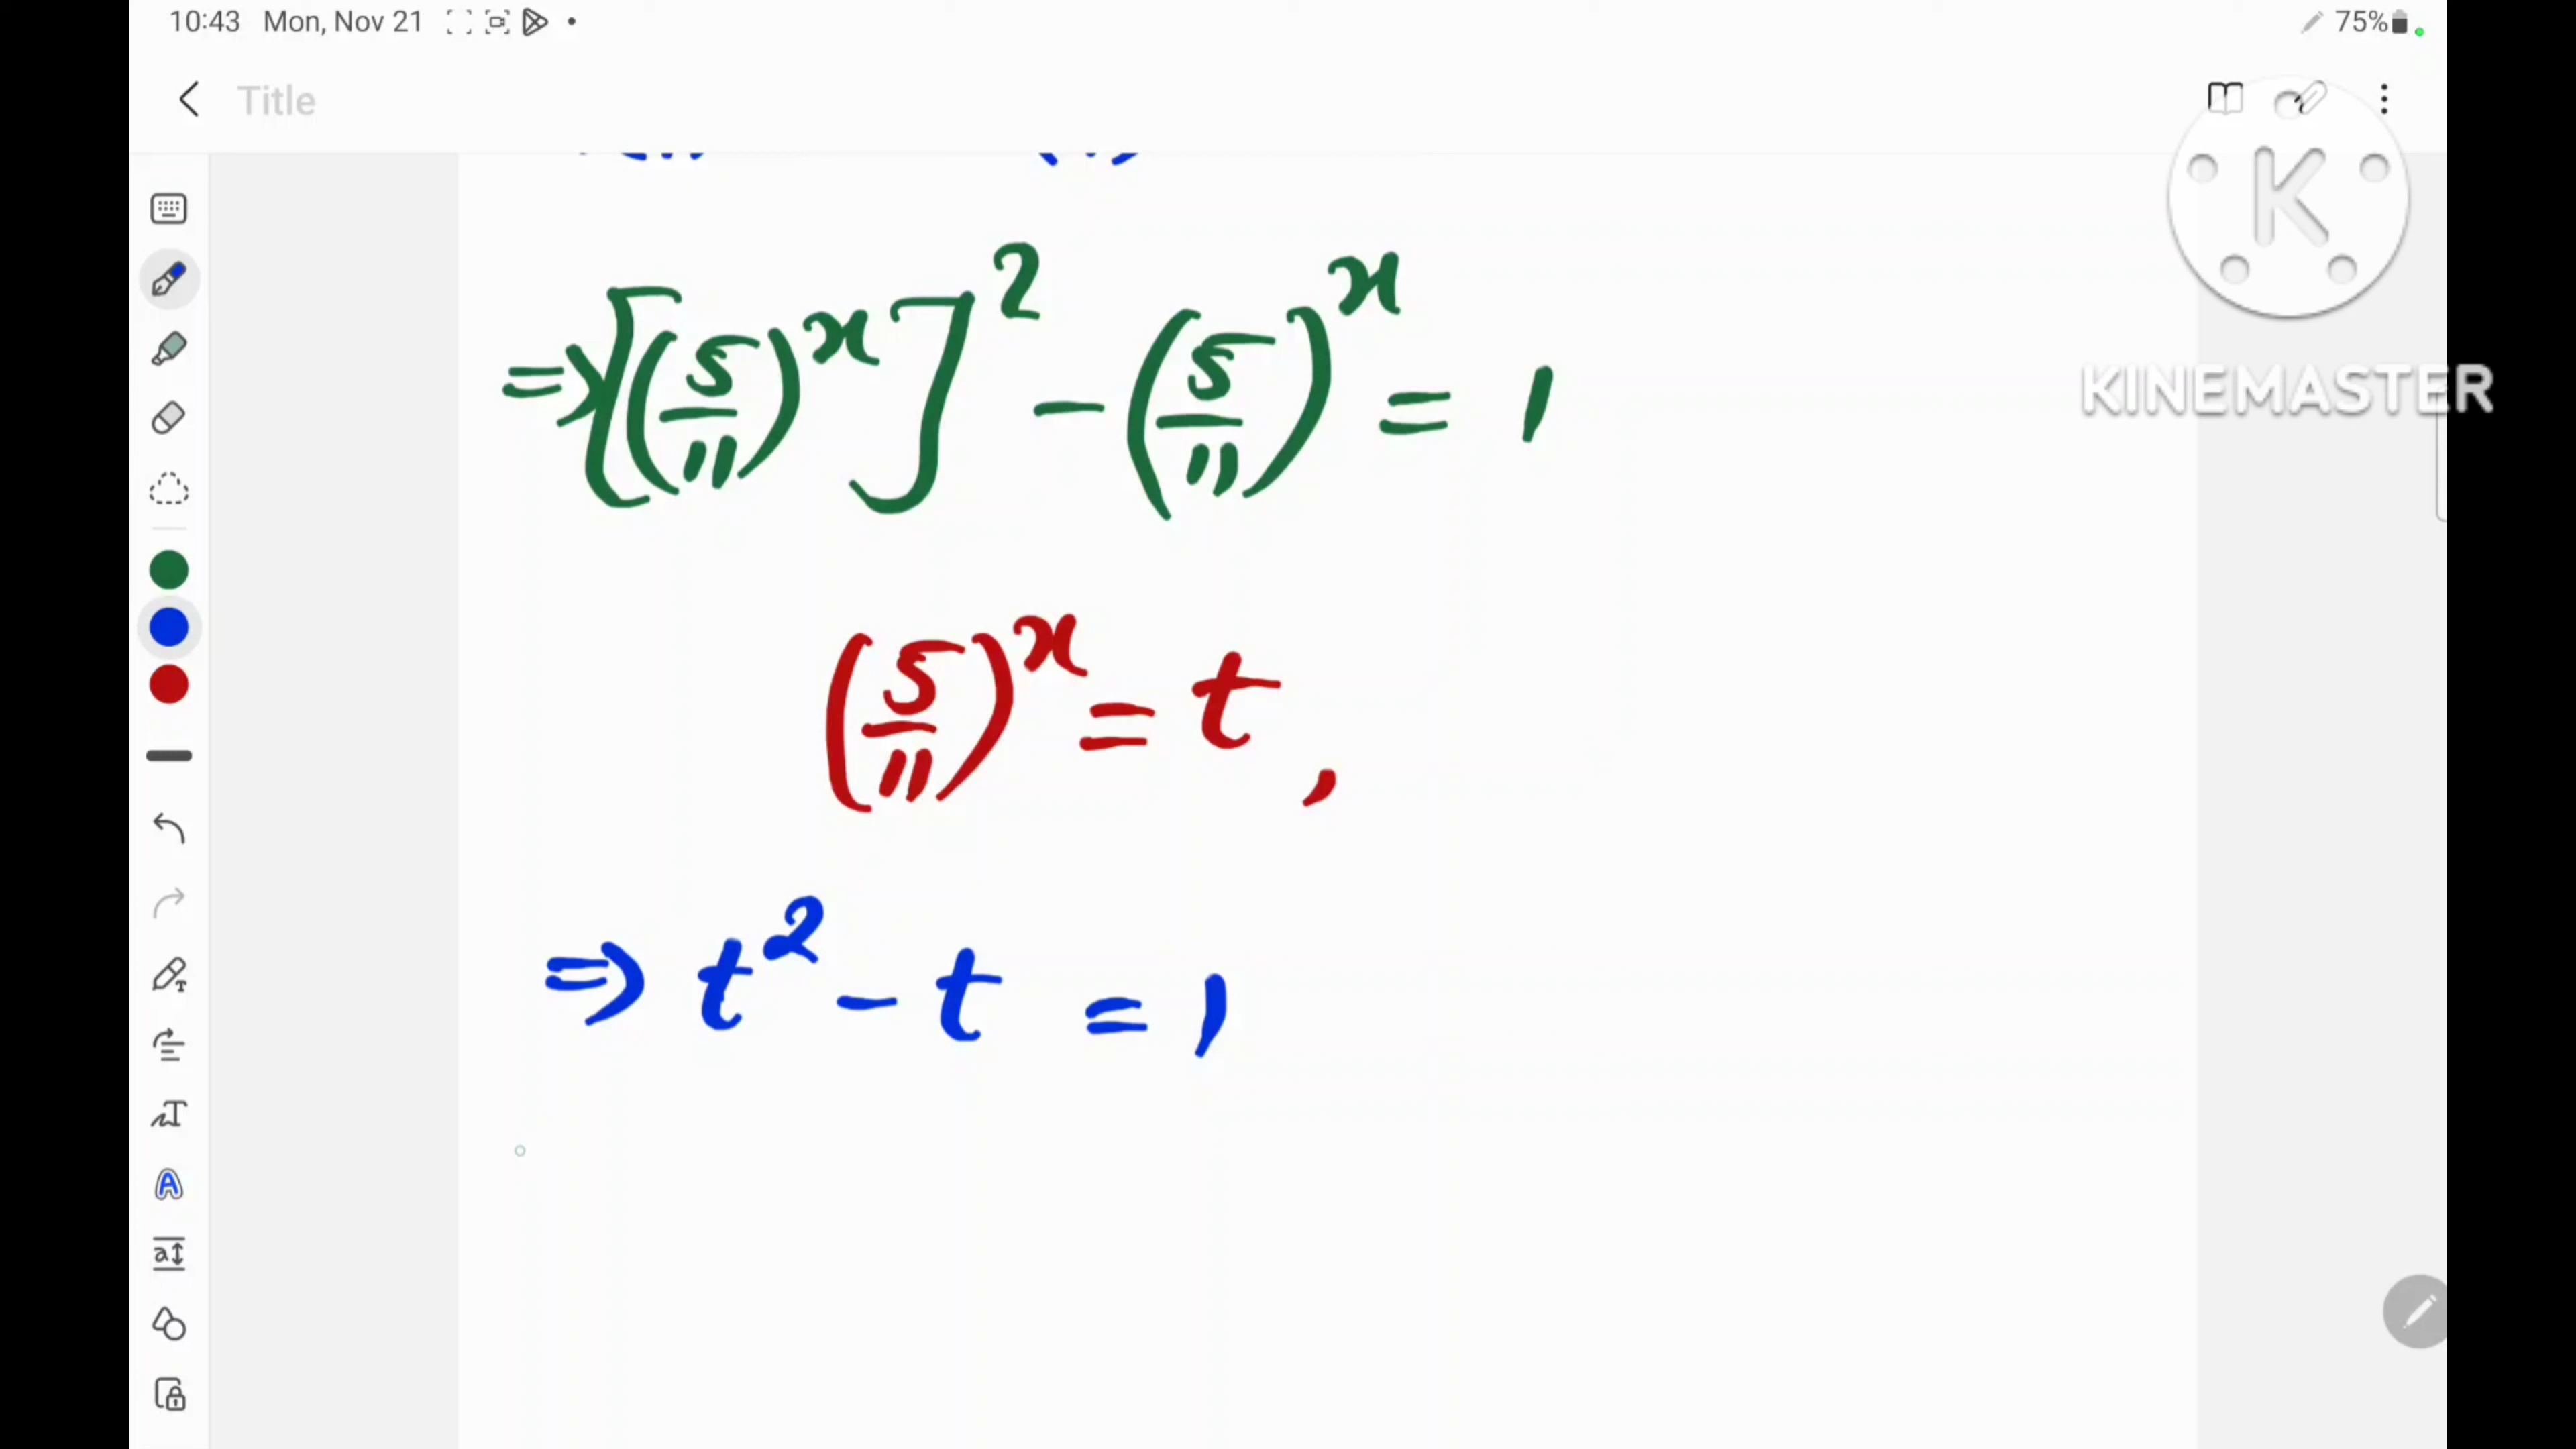 10:43 Mon, Nov 21 75%
Title
K
KINEMASTER
⇒ [(5/11)^x]^2 - (5/11)^x = 1
(5/11)^x = t,
⇒ t^2 - t = 1